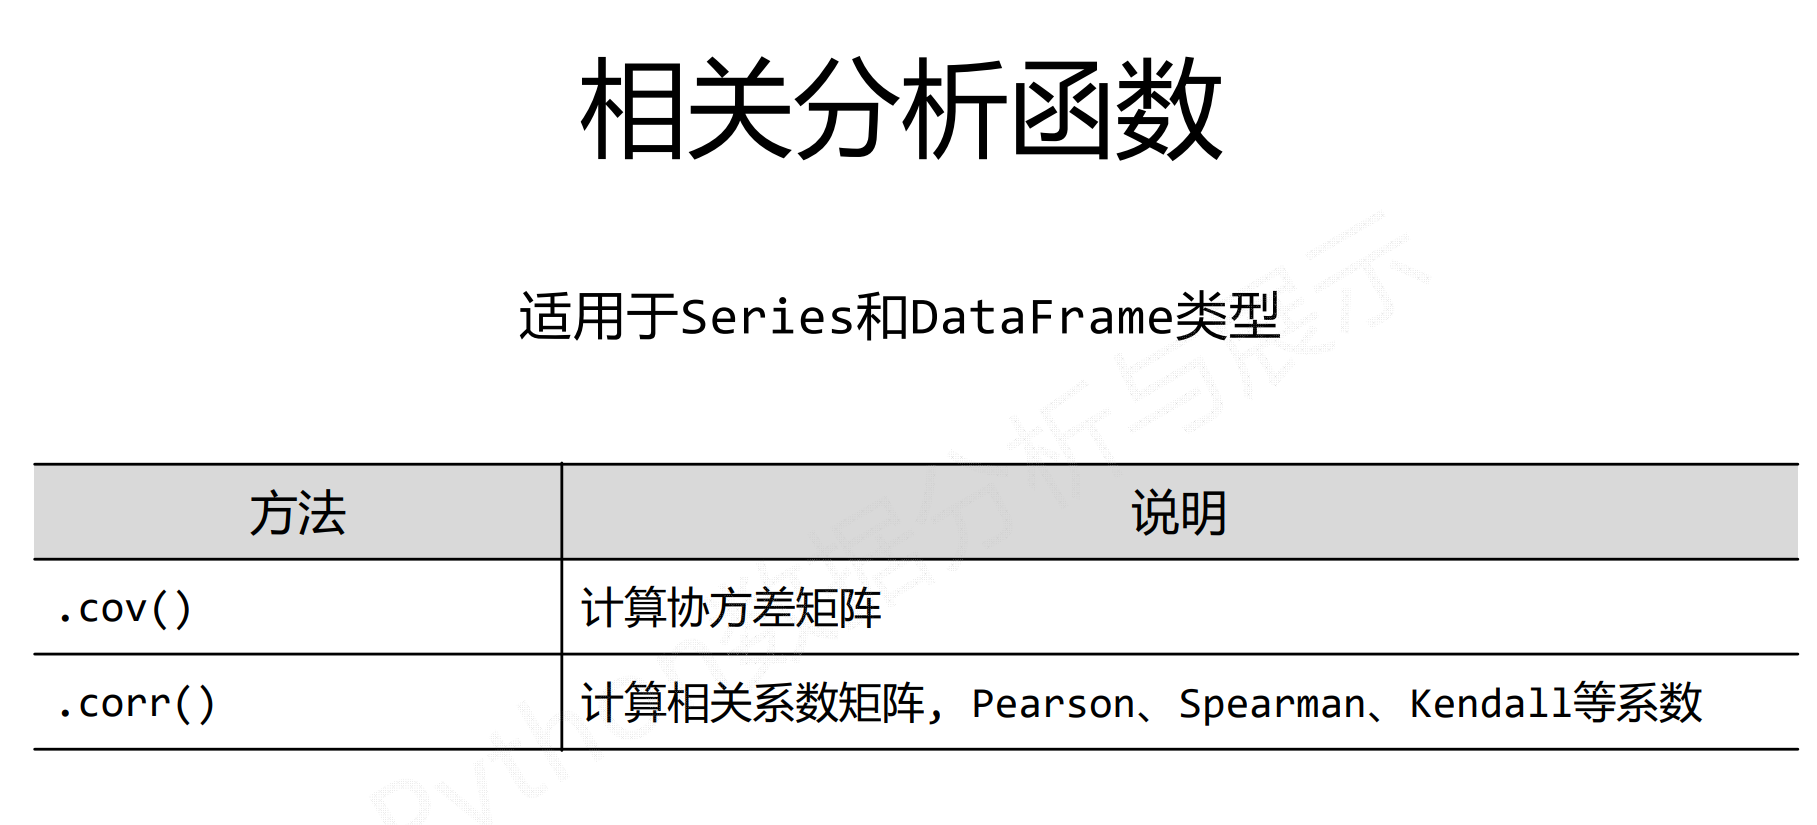 相关分析函数
适用于Series和DataFrame类型
方法 说明
.cov() 计算协方差矩阵
.corr() 计算相关系数矩阵, Pearson、Spearman、Kendall等系数
Python数据分析与展示